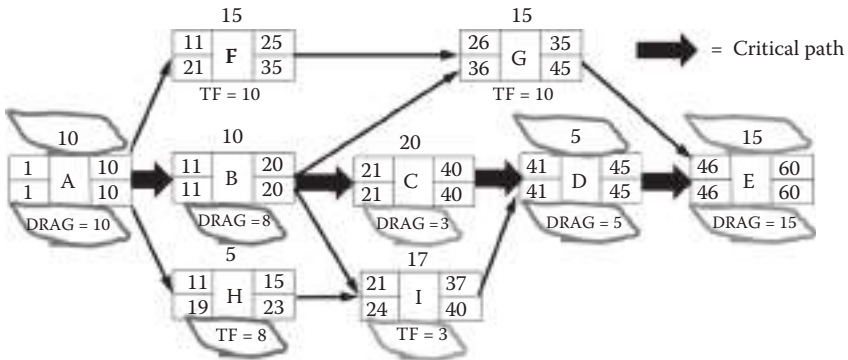 15
11 F 25
21 35
TF = 10
15
26 G 35
36 45
TF = 10
= Critical path
10
1 A 10
1 10
DRAG = 10
10
11 B 20
11 20
DRAG =8
20
21 C 40
21 40
DRAG =3
5
41 D 45
41 45
DRAG = 5
15
46 E 60
46 60
DRAG = 15
5
11 H 15
19 23
TF = 8
17
21 I 37
24 40
TF = 3